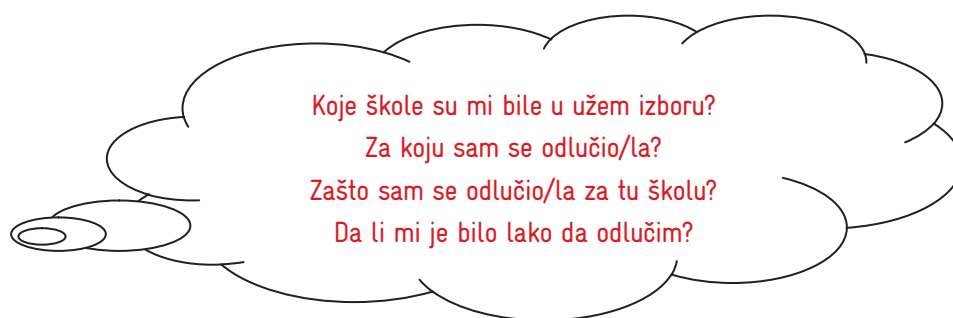 Koje škole su mi bile u užem izboru?
Za koju sam se odlučio/la?
Zašto sam se odlučio/la za tu školu?
Da li mi je bilo lako da odlučim?